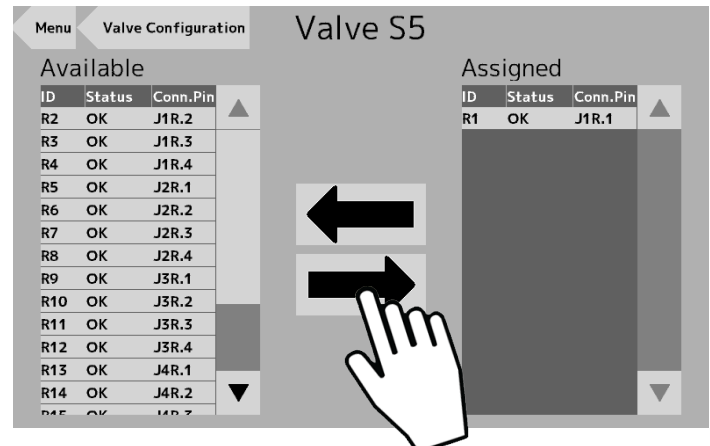 Menu
Valve Configuration
Valve S5
Available
ID Status Conn.Pin
R2 OK J1R.2
R3 OK J1R.3
R4 OK J1R.4
R5 OK J2R.1
R6 OK J2R.2
R7 OK J2R.3
R8 OK J2R.4
R9 OK J3R.1
R10 OK J3R.2
R11 OK J3R.3
R12 OK J3R.4
R13 OK J4R.1
R14 OK J4R.2
Assigned
ID Status Conn.Pin
R1 OK J1R.1